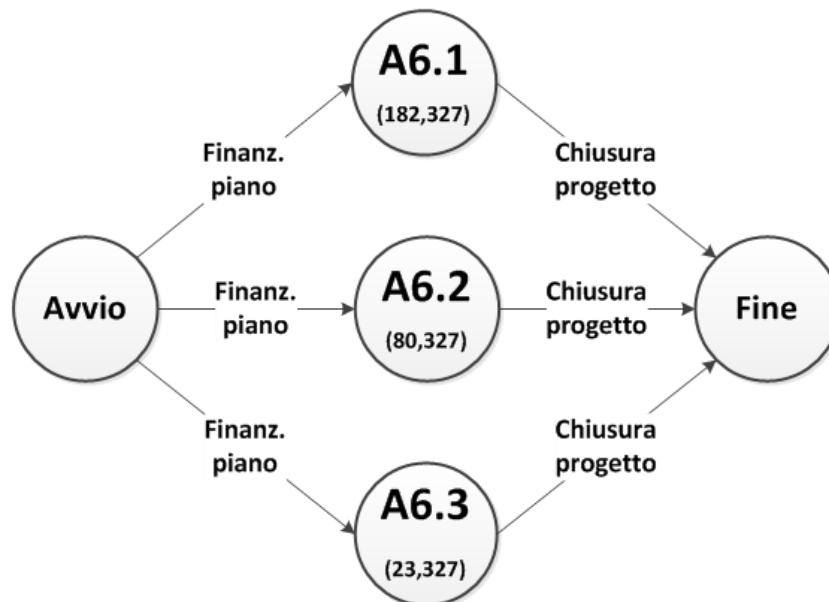 A6.1
(182,327)
Finanz.
piano
Chiusura
progetto
Avvio
Finanz.
piano
A6.2
(80,327)
Chiusura
progetto
Fine
Finanz.
piano
Chiusura
progetto
A6.3
(23,327)